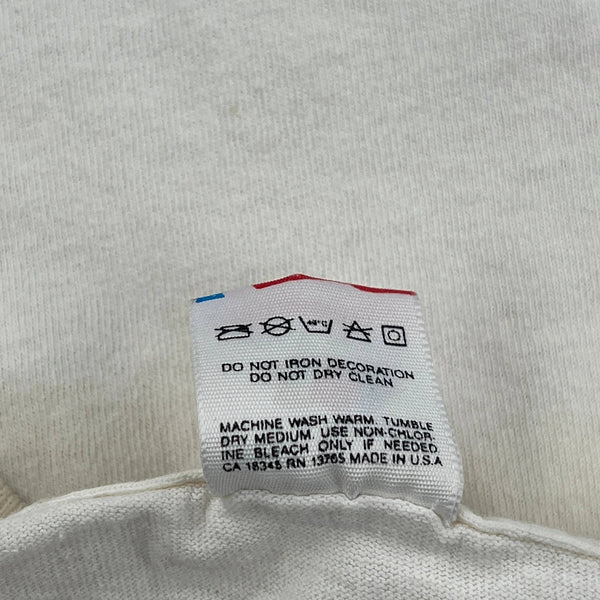 40°C
DO NOT IRON DECORATION
DO NOT DRY CLEAN
MACHINE WASH WARM. TUMBLE
DRY MEDIUM. USE NON-CHLOR-
INE BLEACH ONLY IF NEEDED.
CA 18345 RN 13765 MADE IN U.S.A